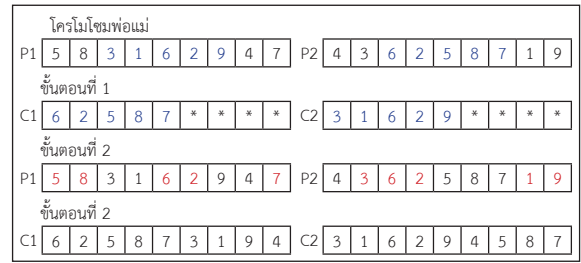 โครโมโซมพ่อแม่
P1 5 8 3 1 6 2 9 4 7 P2 4 3 6 2 5 8 7 1 9
ขั้นตอนที่ 1
C1 6 2 5 8 7 * * * * C2 3 1 6 2 9 * * * *
ขั้นตอนที่ 2
P1 5 8 3 1 6 2 9 4 7 P2 4 3 6 2 5 8 7 1 9
ขั้นตอนที่ 2
C1 6 2 5 8 7 3 1 9 4 C2 3 1 6 2 9 4 5 8 7